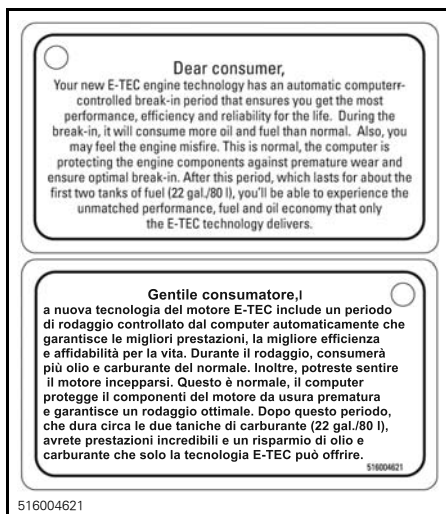 Dear consumer,
Your new E-TEC engine technology has an automatic computerr-
controlled break-in period that ensures you get the most
performance, efficiency and reliability for the life. During the
break-in, it will consume more oil and fuel than normal. Also, you
may feel the engine misfire. This is normal, the computer is
protecting the engine components against premature wear and
ensure optimal break-in. After this period, which lasts for about the
first two tanks of fuel (22 gal./80 l), you'll be able to experience the
unmatched performance, fuel and oil economy that only
the E-TEC technology delivers.
Gentile consumatore,l
a nuova tecnologia del motore E-TEC include un periodo
di rodaggio controllato dal computer automaticamente che
garantisce le migliori prestazioni, la migliore efficienza
e affidabilità per la vita. Durante il rodaggio, consumerà
più olio e carburante del normale. Inoltre, potreste sentire
il motore incepparsi. Questo è normale, il computer
protegge il componenti del motore da usura prematura
e garantisce un rodaggio ottimale. Dopo questo periodo,
che dura circa le due taniche di carburante (22 gal./80 l),
avrete prestazioni incredibili e un risparmio di olio e
carburante che solo la tecnologia E-TEC può offrire.
516004621
516004621